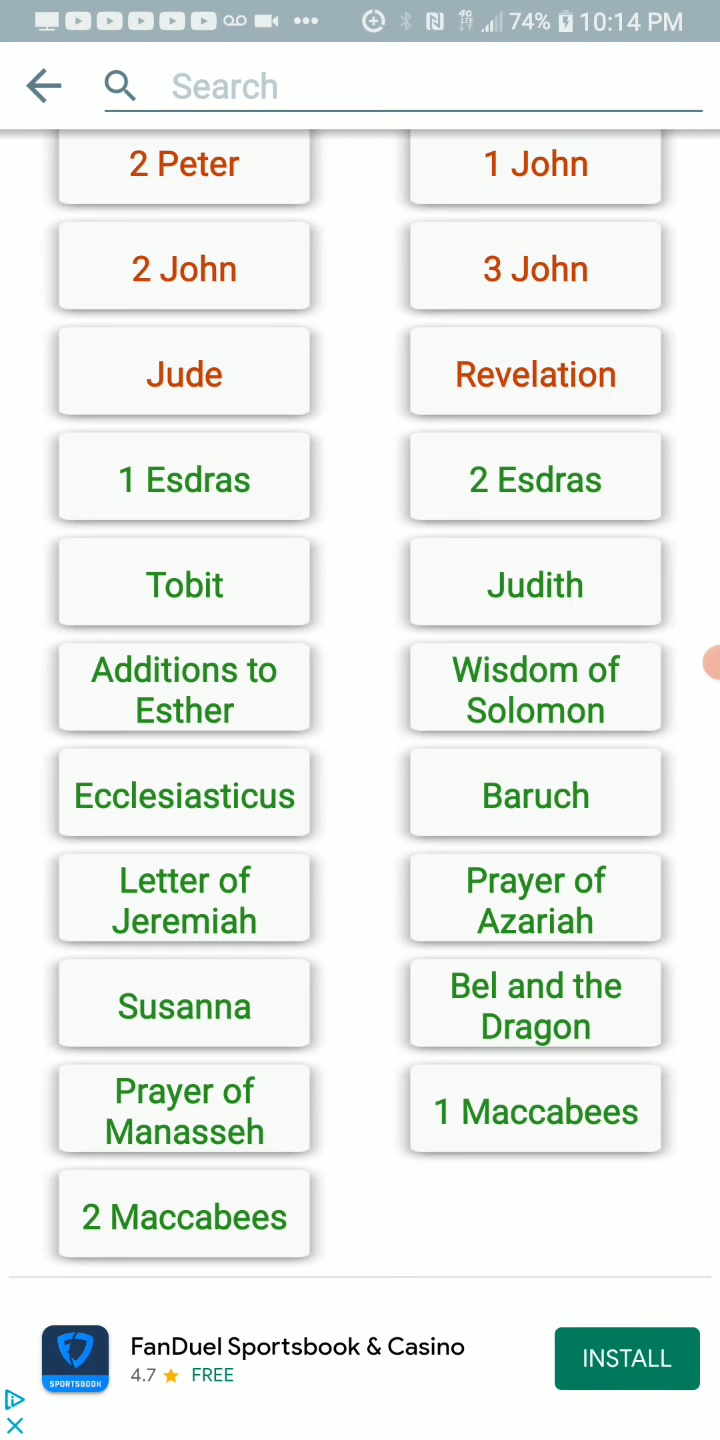 4G LTE 74% 10:14 PM
Search
2 Peter
1 John
2 John
3 John
Jude
Revelation
1 Esdras
2 Esdras
Tobit
Judith
Additions to
Esther
Wisdom of
Solomon
Ecclesiasticus
Baruch
Letter of
Jeremiah
Prayer of
Azariah
Susanna
Bel and the
Dragon
Prayer of
Manasseh
1 Maccabees
2 Maccabees
FanDuel Sportsbook & Casino
4.7 FREE
SPORTSBOOK
INSTALL